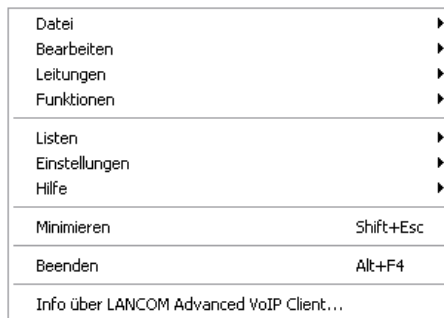 Datei
Bearbeiten
Leitungen
Funktionen
Listen
Einstellungen
Hilfe
Minimieren Shift+Esc
Beenden Alt+F4
Info über LANCOM Advanced VoIP Client...